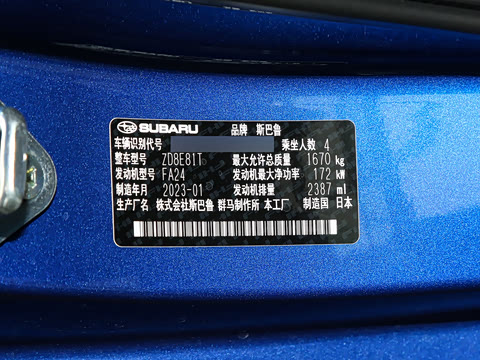 SUBARU 品牌 斯巴鲁
车辆识别代号 乘坐人数 4
整车型号 ZD8E81T 最大允许总质量 1670 kg
发动机型号 FA24 发动机最大净功率 172 kW
制造年月 2023-01 发动机排量 2387 ml
生产厂名 株式会社斯巴鲁 群马制作所 本工厂 制造国 日本